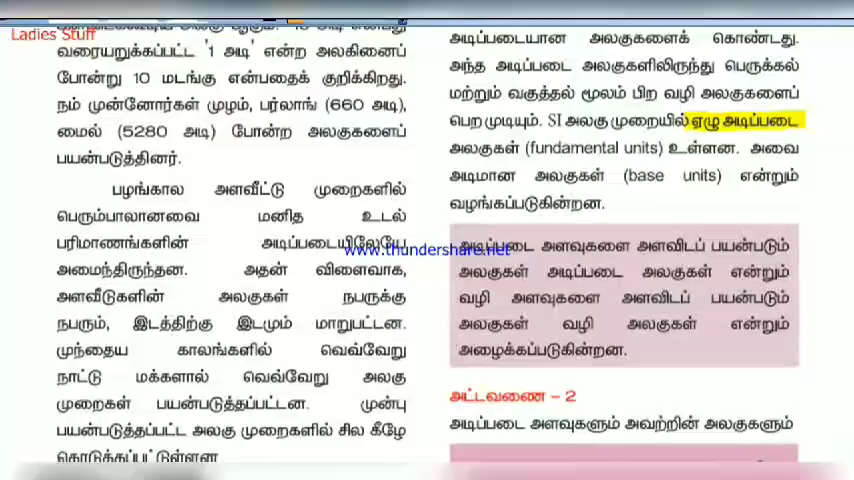 Ladies Stuff
வரையறுக்கப்பட்ட '1 அடி' என்ற அலகினைப்
போன்று 10 மடங்கு என்பதைக் குறிக்கிறது.
நம் முன்னோர்கள் முழம், பர்லாங் (660 அடி),
மைல் (5280 அடி) போன்ற அலகுகளைப்
பயன்படுத்தினர்.
பழங்கால அளவீட்டு முறைகளில்
பெரும்பாலானவை மனித உடல்
பரிமாணங்களின் அடிப்படையிலேயே
அமைந்திருந்தன. அதன் விளைவாக,
அளவீடுகளின் அலகுகள் நபருக்கு
நபரும், இடத்திற்கு இடமும் மாறுபட்டன.
முந்தைய காலங்களில் வெவ்வேறு
நாட்டு மக்களால் வெவ்வேறு அலகு
முறைகள் பயன்படுத்தப்பட்டன. முன்பு
பயன்படுத்தப்பட்ட அலகு முறைகளில் சில கீழே
கொடுக்கப்பட்டுள்ளன
அடிப்படையான அலகுகளைக் கொண்டது.
அந்த அடிப்படை அலகுகளிலிருந்து பெருக்கல்
மற்றும் வகுத்தல் மூலம் பிற வழி அலகுகளைப்
பெற முடியும். SI அலகு முறையில் ஏழு அடிப்படை
அலகுகள் (fundamental units) உள்ளன. அவை
அடிமான அலகுகள் (base units) என்றும்
வழங்கப்படுகின்றன.
www.thundershare.net
அடிப்படை அளவுகளை அளவிடப் பயன்படும்
அலகுகள் அடிப்படை அலகுகள் என்றும்
வழி அளவுகளை அளவிடப் பயன்படும்
அலகுகள் வழி அலகுகள் என்றும்
அழைக்கப்படுகின்றன.
அட்டவணை – 2
அடிப்படை அளவுகளும் அவற்றின் அலகுகளும்